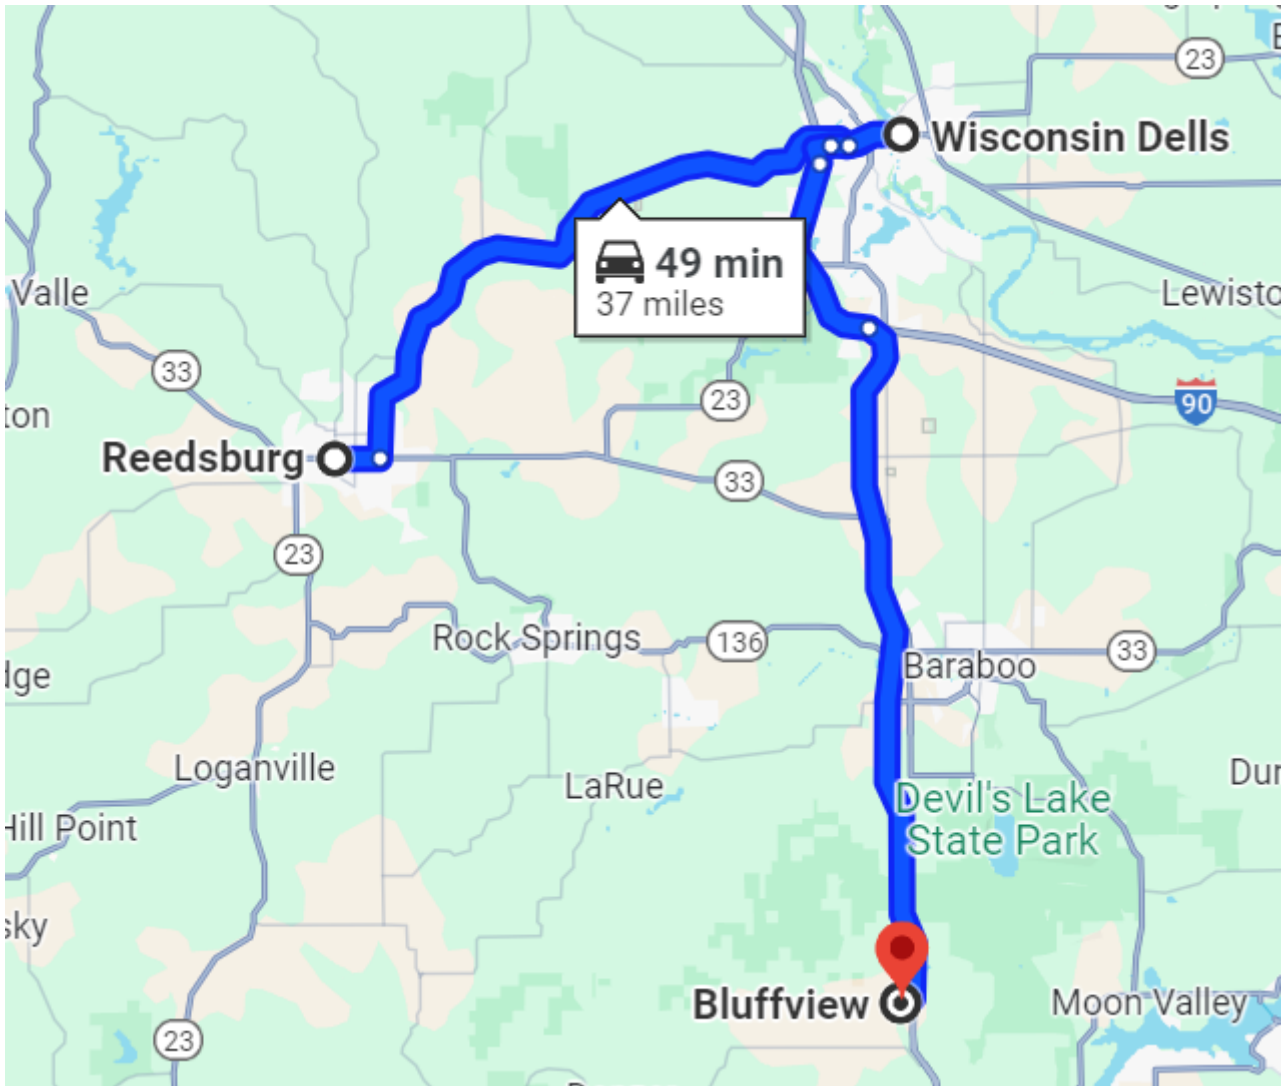 23
Wisconsin Dells
49 min
37 miles
Valle
Lewisto
33
ton
23
90
Reedsburg
33
23
Rock Springs
136
33
Baraboo
dge
Loganville
LaRue
Devil's Lake
State Park
Dur
Hill Point
sky
Bluffview
Moon Valley
23